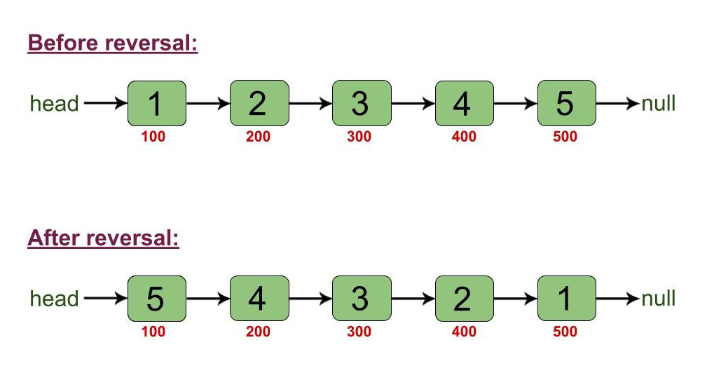 Before reversal:
head 1 2 3 4 5 null
100 200 300 400 500
After reversal:
head 5 4 3 2 1 null
100 200 300 400 500